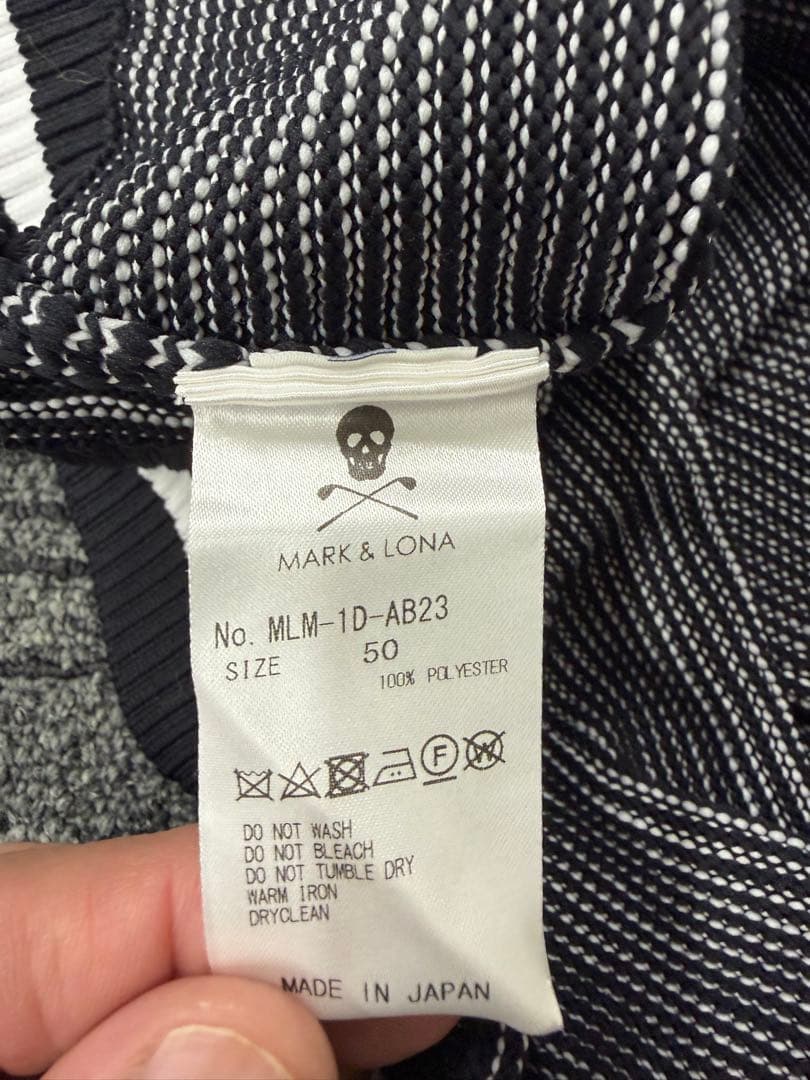 MARK & LONA
No. MLM-1D-AB23
SIZE 50
100% POLYESTER
F W
DO NOT WASH
DO NOT BLEACH
DO NOT TUMBLE DRY
WARM IRON
DRYCLEAN
MADE IN JAPAN